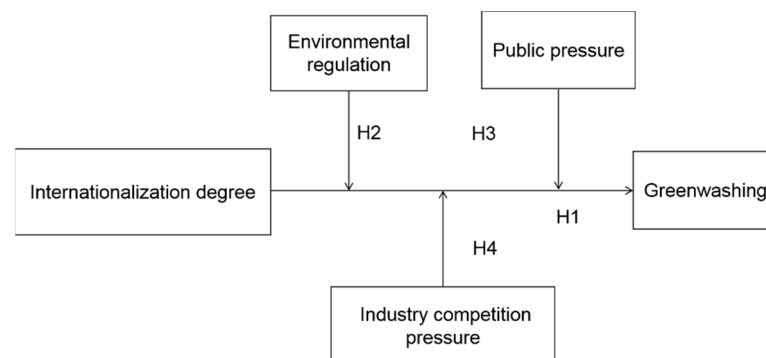 Environmental
regulation
Public pressure
H2
H3
Internationalization degree
Greenwashing
H1
H4
Industry competition
pressure